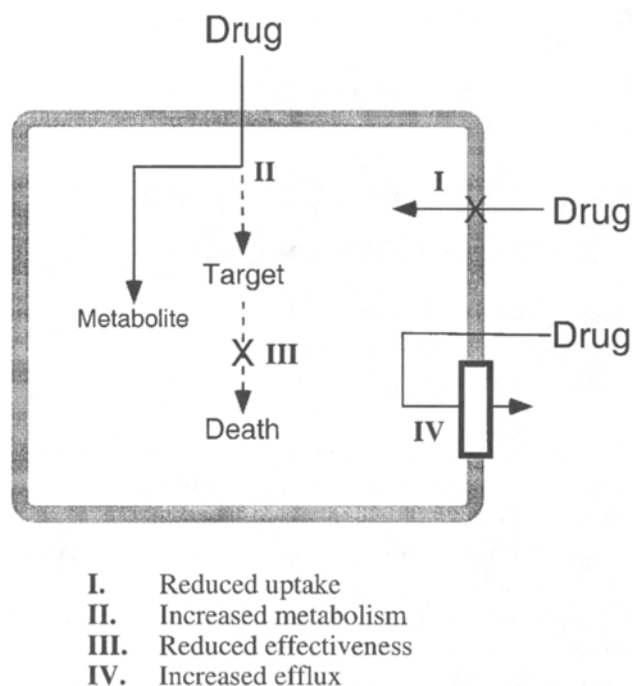 Drug
II
I
X
Drug
Target
Metabolite
Drug
X III
Death
IV
I. Reduced uptake
II. Increased metabolism
III. Reduced effectiveness
IV. Increased efflux